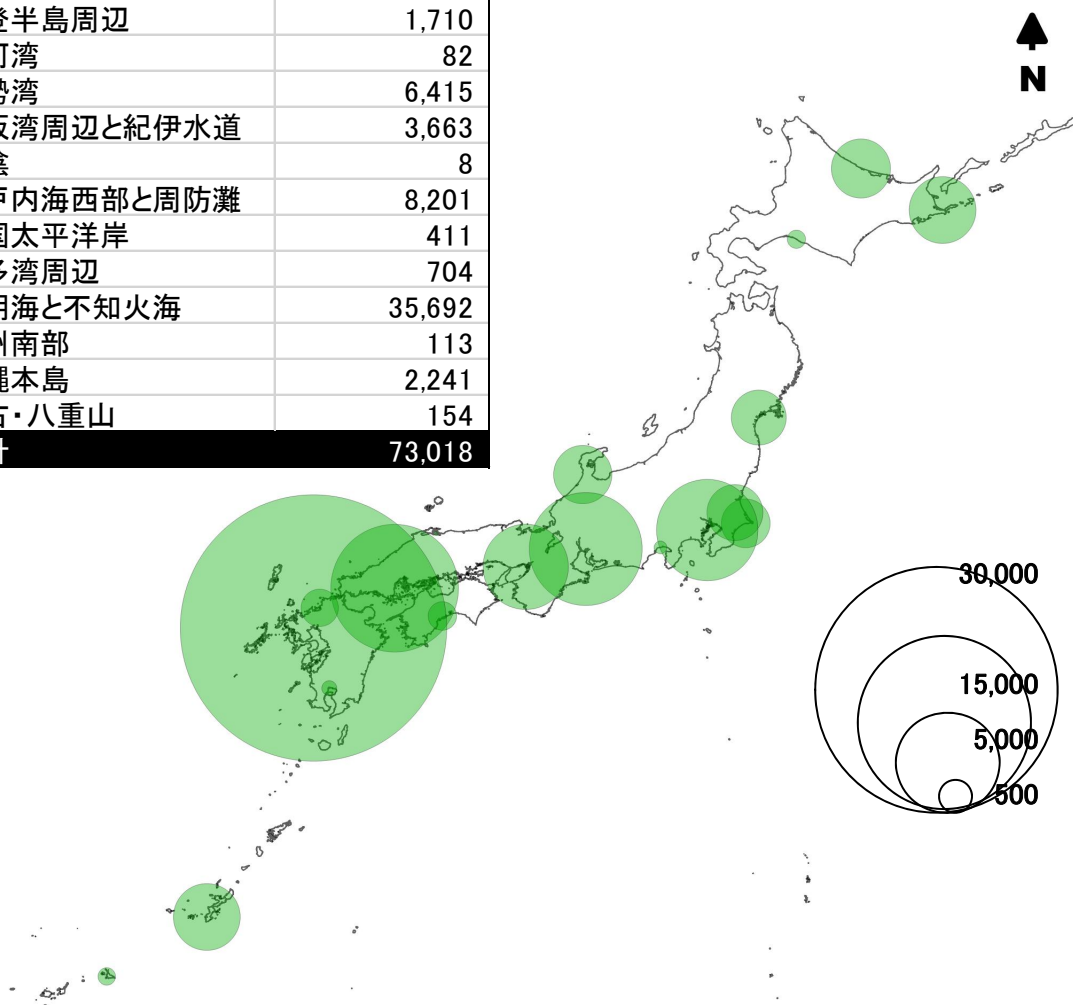 登半島周辺 1,710
河湾 82
勢湾 6,415
阪湾周辺と紀伊水道 3,663
陰 8
戸内海西部と周防灘 8,201
国太平洋岸 411
多湾周辺 704
明海と不知火海 35,692
州南部 113
縄本島 2,241
古・八重山 154
計 73,018
N
30,000
15,000
5,000
500